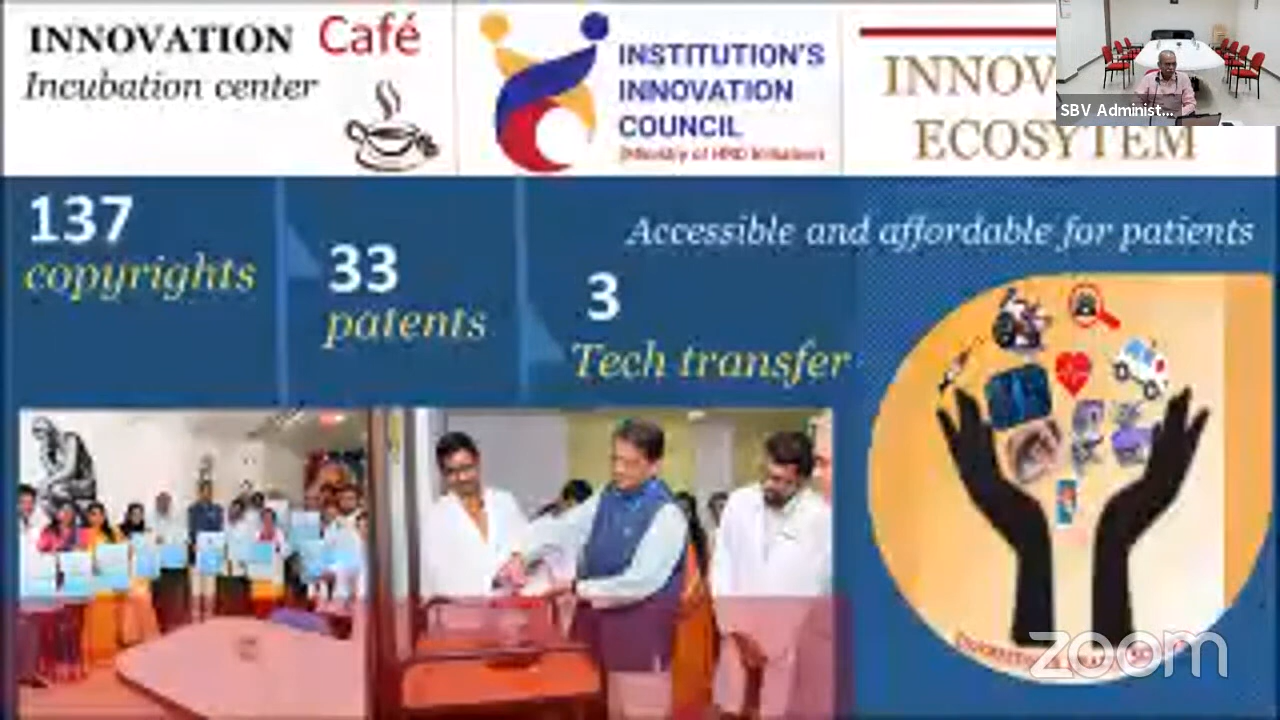 INNOVATION Café
Incubation center
INSTITUTION'S
INNOVATION
COUNCIL
(Ministry of HRD Initiative)
INNOV
ECOSYTEM
SBV Administ...
137
copyrights
33
patents
3
Tech transfer
Accessible and affordable for patients
zoom